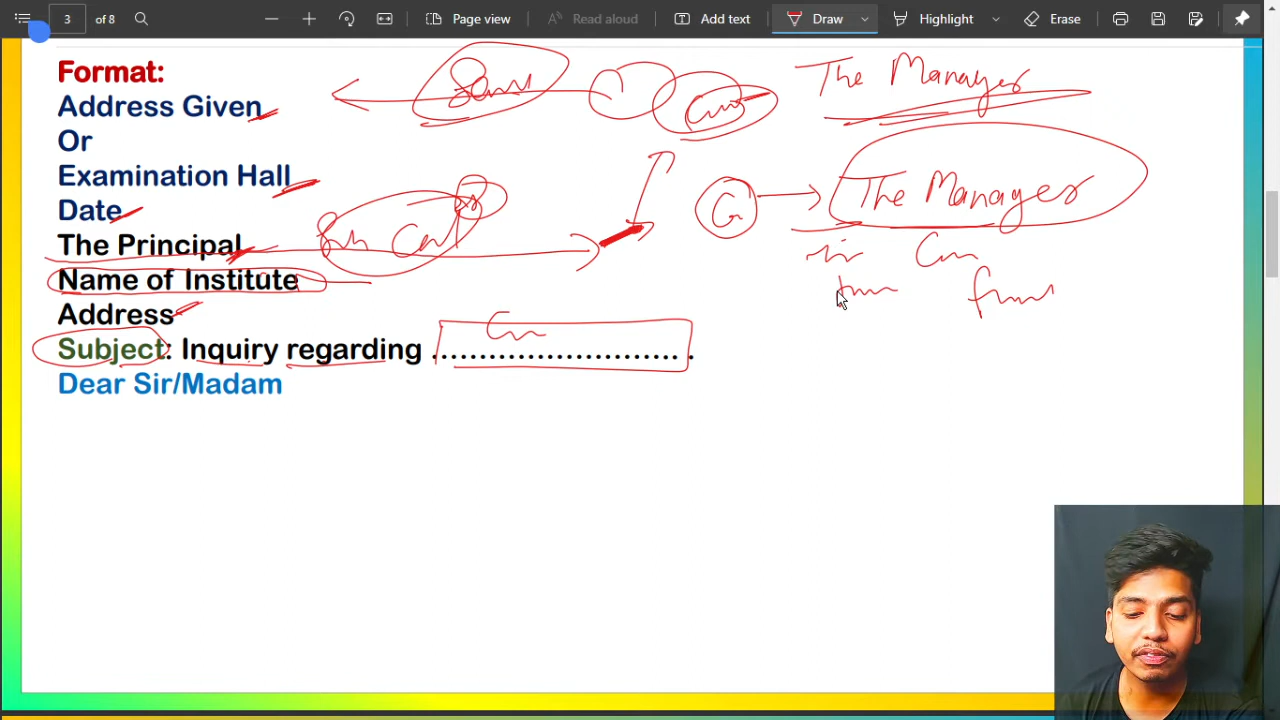 3 of 8 Page view Read aloud Add text Draw Highlight Erase
Format:
The Manager
Address Given
Or
Examination Hall
The Manager
Date
The Principal
Name of Institute
Address
Subject: Inquiry regarding ........................... .
Dear Sir/Madam